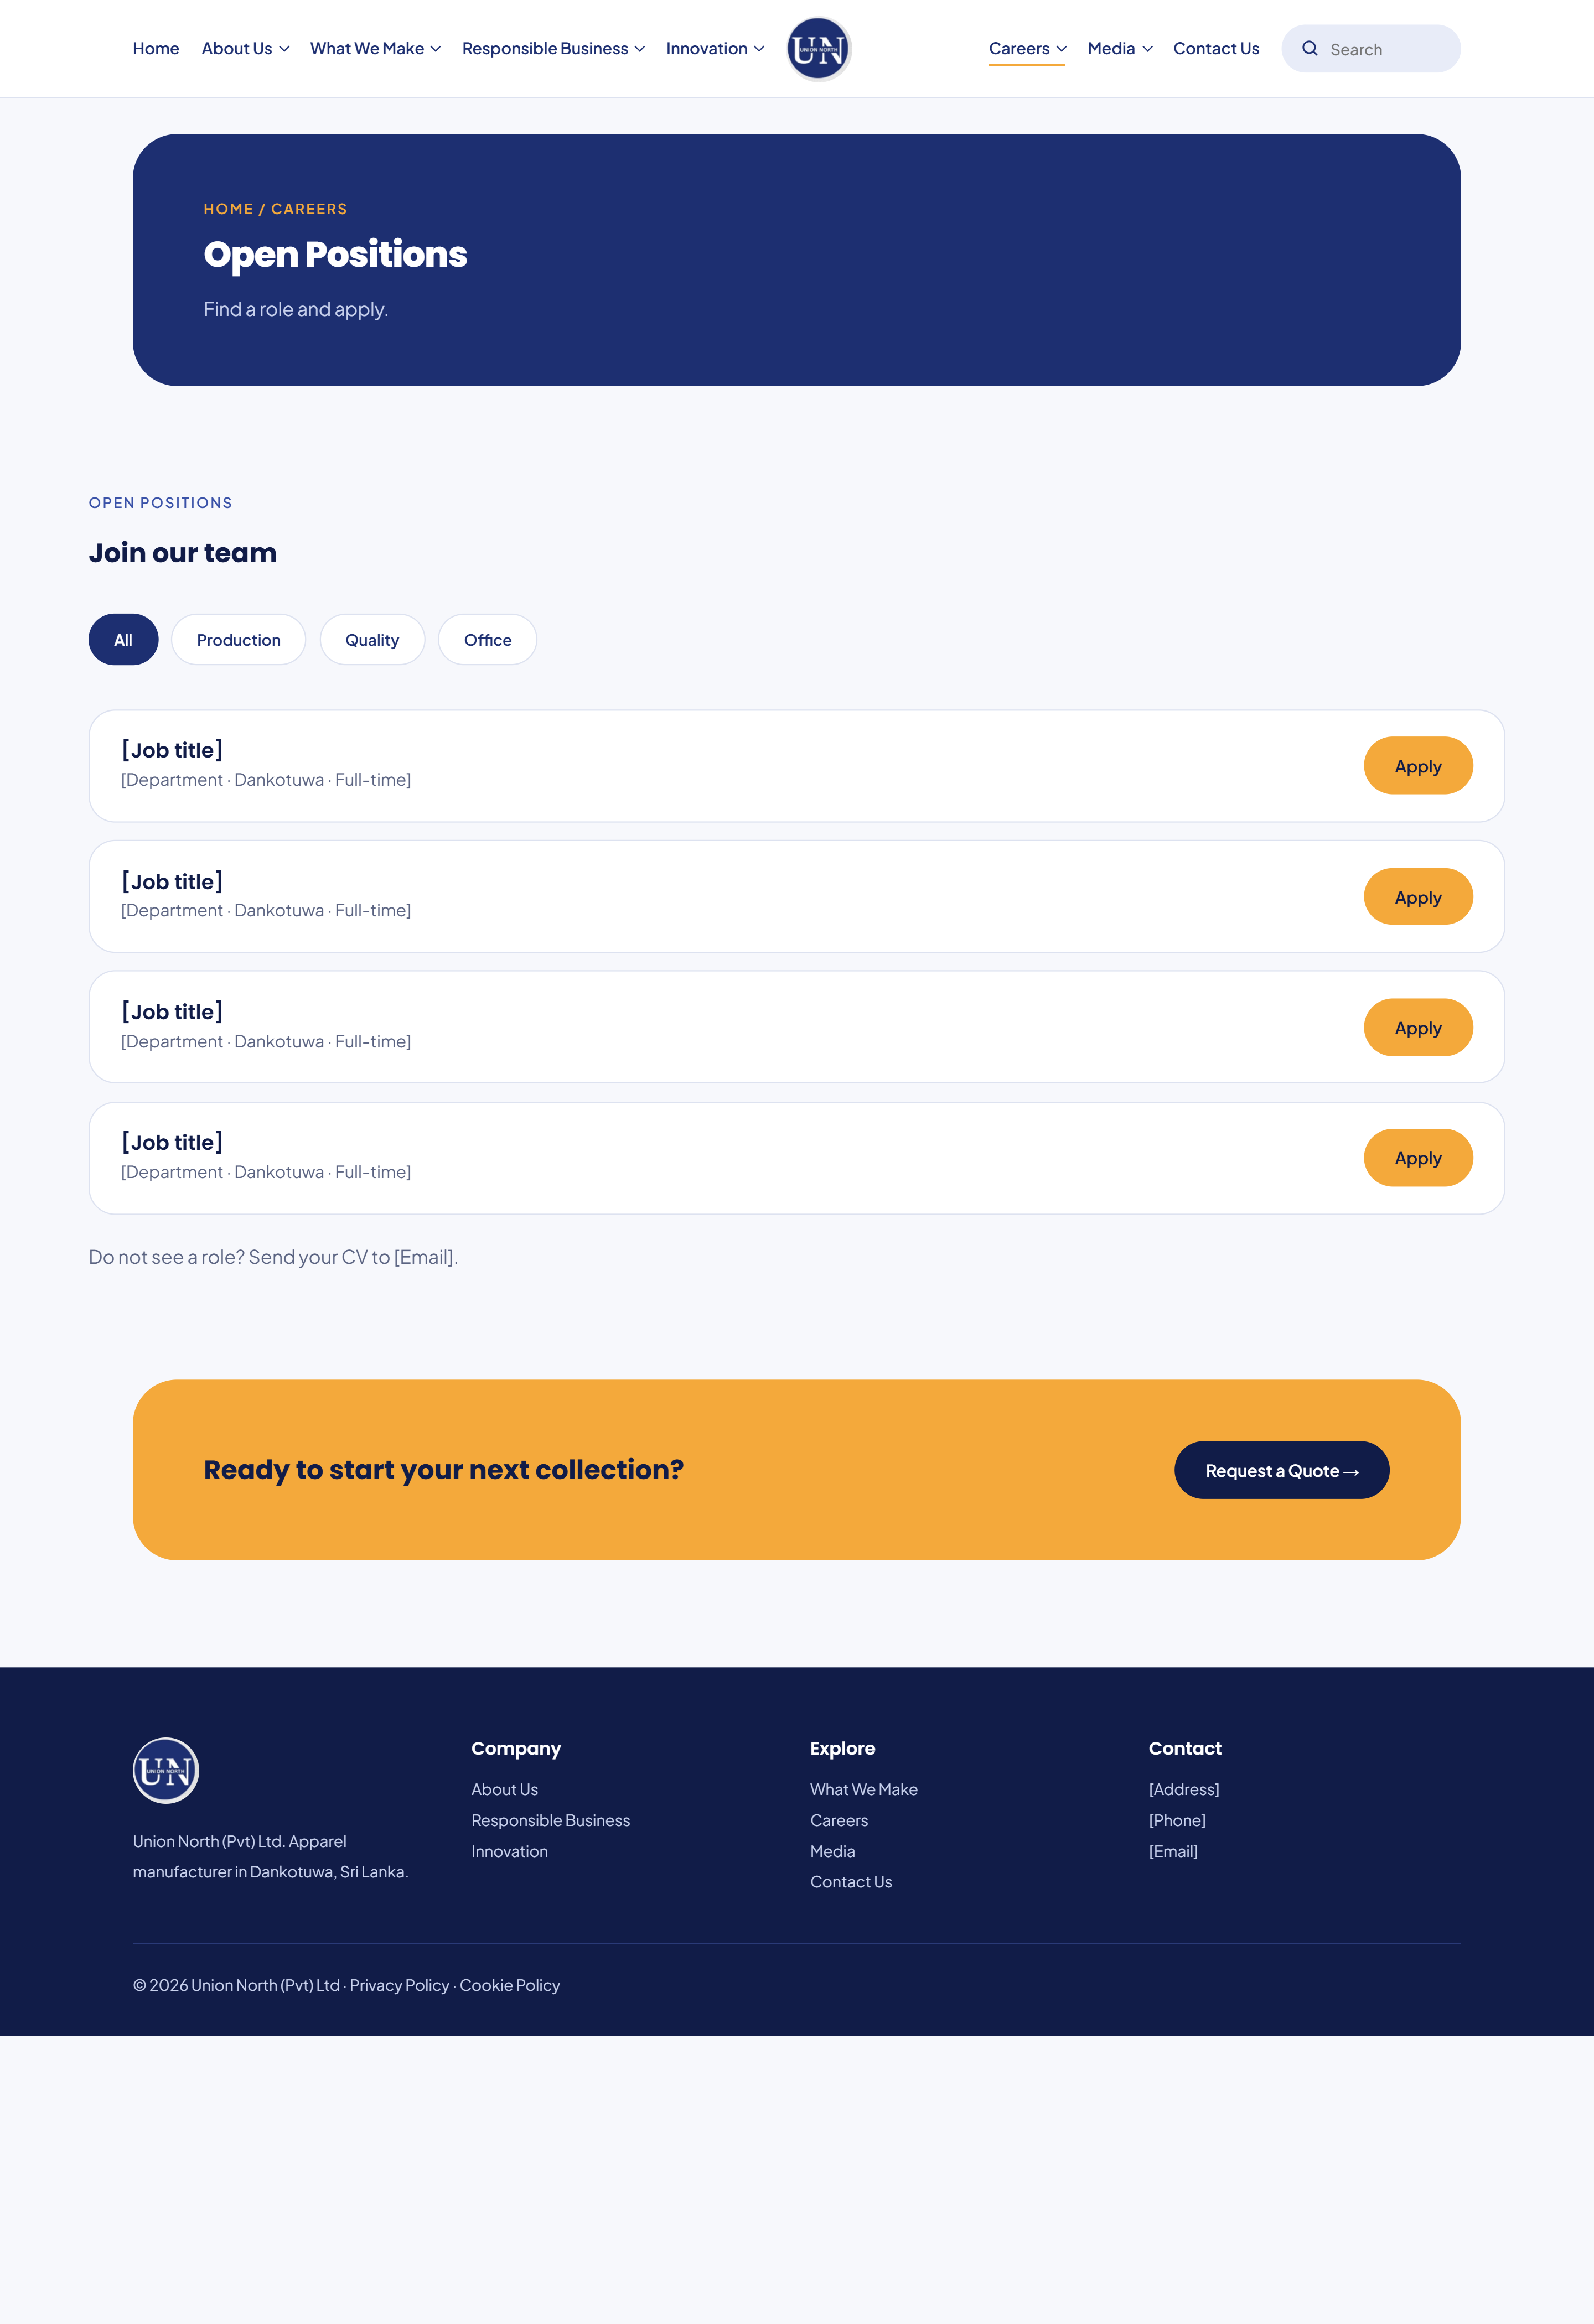 Home About Us What We Make Responsible Business Innovation UN UNION NORTH Careers Media Contact Us Search
HOME / CAREERS
Open Positions
Find a role and apply.
OPEN POSITIONS
Join our team
All Production Quality Office
[Job title]
[Department · Dankotuwa · Full-time]
Apply
[Job title]
[Department · Dankotuwa · Full-time]
Apply
[Job title]
[Department · Dankotuwa · Full-time]
Apply
[Job title]
[Department · Dankotuwa · Full-time]
Apply
Do not see a role? Send your CV to [Email].
Ready to start your next collection?
Request a Quote →
UN
UNION NORTH
Union North (Pvt) Ltd. Apparel
manufacturer in Dankotuwa, Sri Lanka.
Company
About Us
Responsible Business
Innovation
Explore
What We Make
Careers
Media
Contact Us
Contact
[Address]
[Phone]
[Email]
© 2026 Union North (Pvt) Ltd · Privacy Policy · Cookie Policy